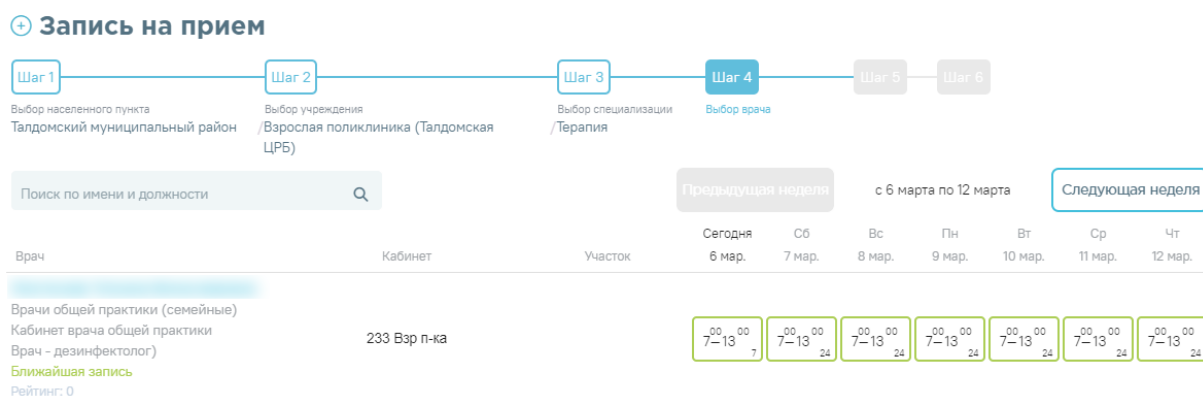 Запись на прием
Шаг 1 Шаг 2 Шаг 3 Шаг 4 Шаг 5 Шаг 6
Выбор населенного пункта Выбор учреждения Выбор специализации Выбор врача
Талдомский муниципальный район /Взрослая поликлиника (Талдомская /Терапия
ЦРБ)
Поиск по имени и должности Предыдущая неделя с 6 марта по 12 марта Следующая неделя
Сегодня Сб Вс Пн Вт Ср Чт
Врач Кабинет Участок 6 мар. 7 мар. 8 мар. 9 мар. 10 мар. 11 мар. 12 мар.
Врачи общей практики (семейные)
Кабинет врача общей практики
233 Взр п-ка 7⁰⁰–13⁰⁰ 7⁰⁰–13⁰⁰ 7⁰⁰–13⁰⁰ 7⁰⁰–13⁰⁰ 7⁰⁰–13⁰⁰ 7⁰⁰–13⁰⁰ 7⁰⁰–13⁰⁰
Врач - дезинфектолог) 7 24 24 24 24 24 24
Ближайшая запись
Рейтинг: 0